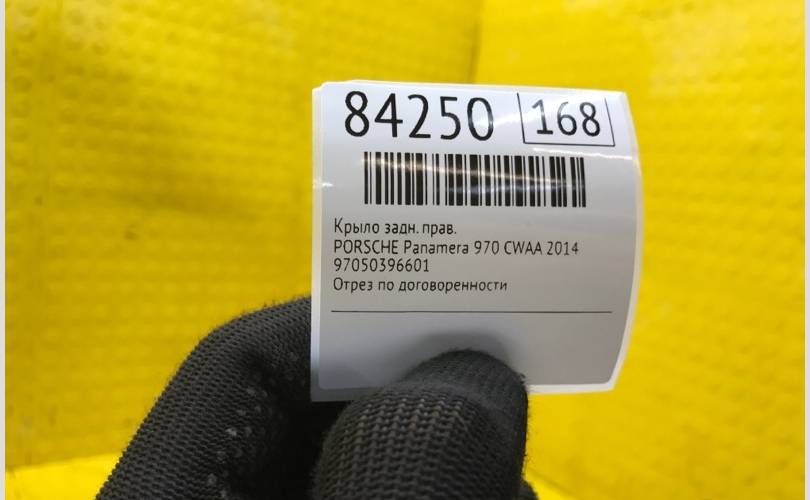 84250 168
Крыло задн. прав.
PORSCHE Panamera 970 CWAA 2014
97050396601
Отрез по договоренности